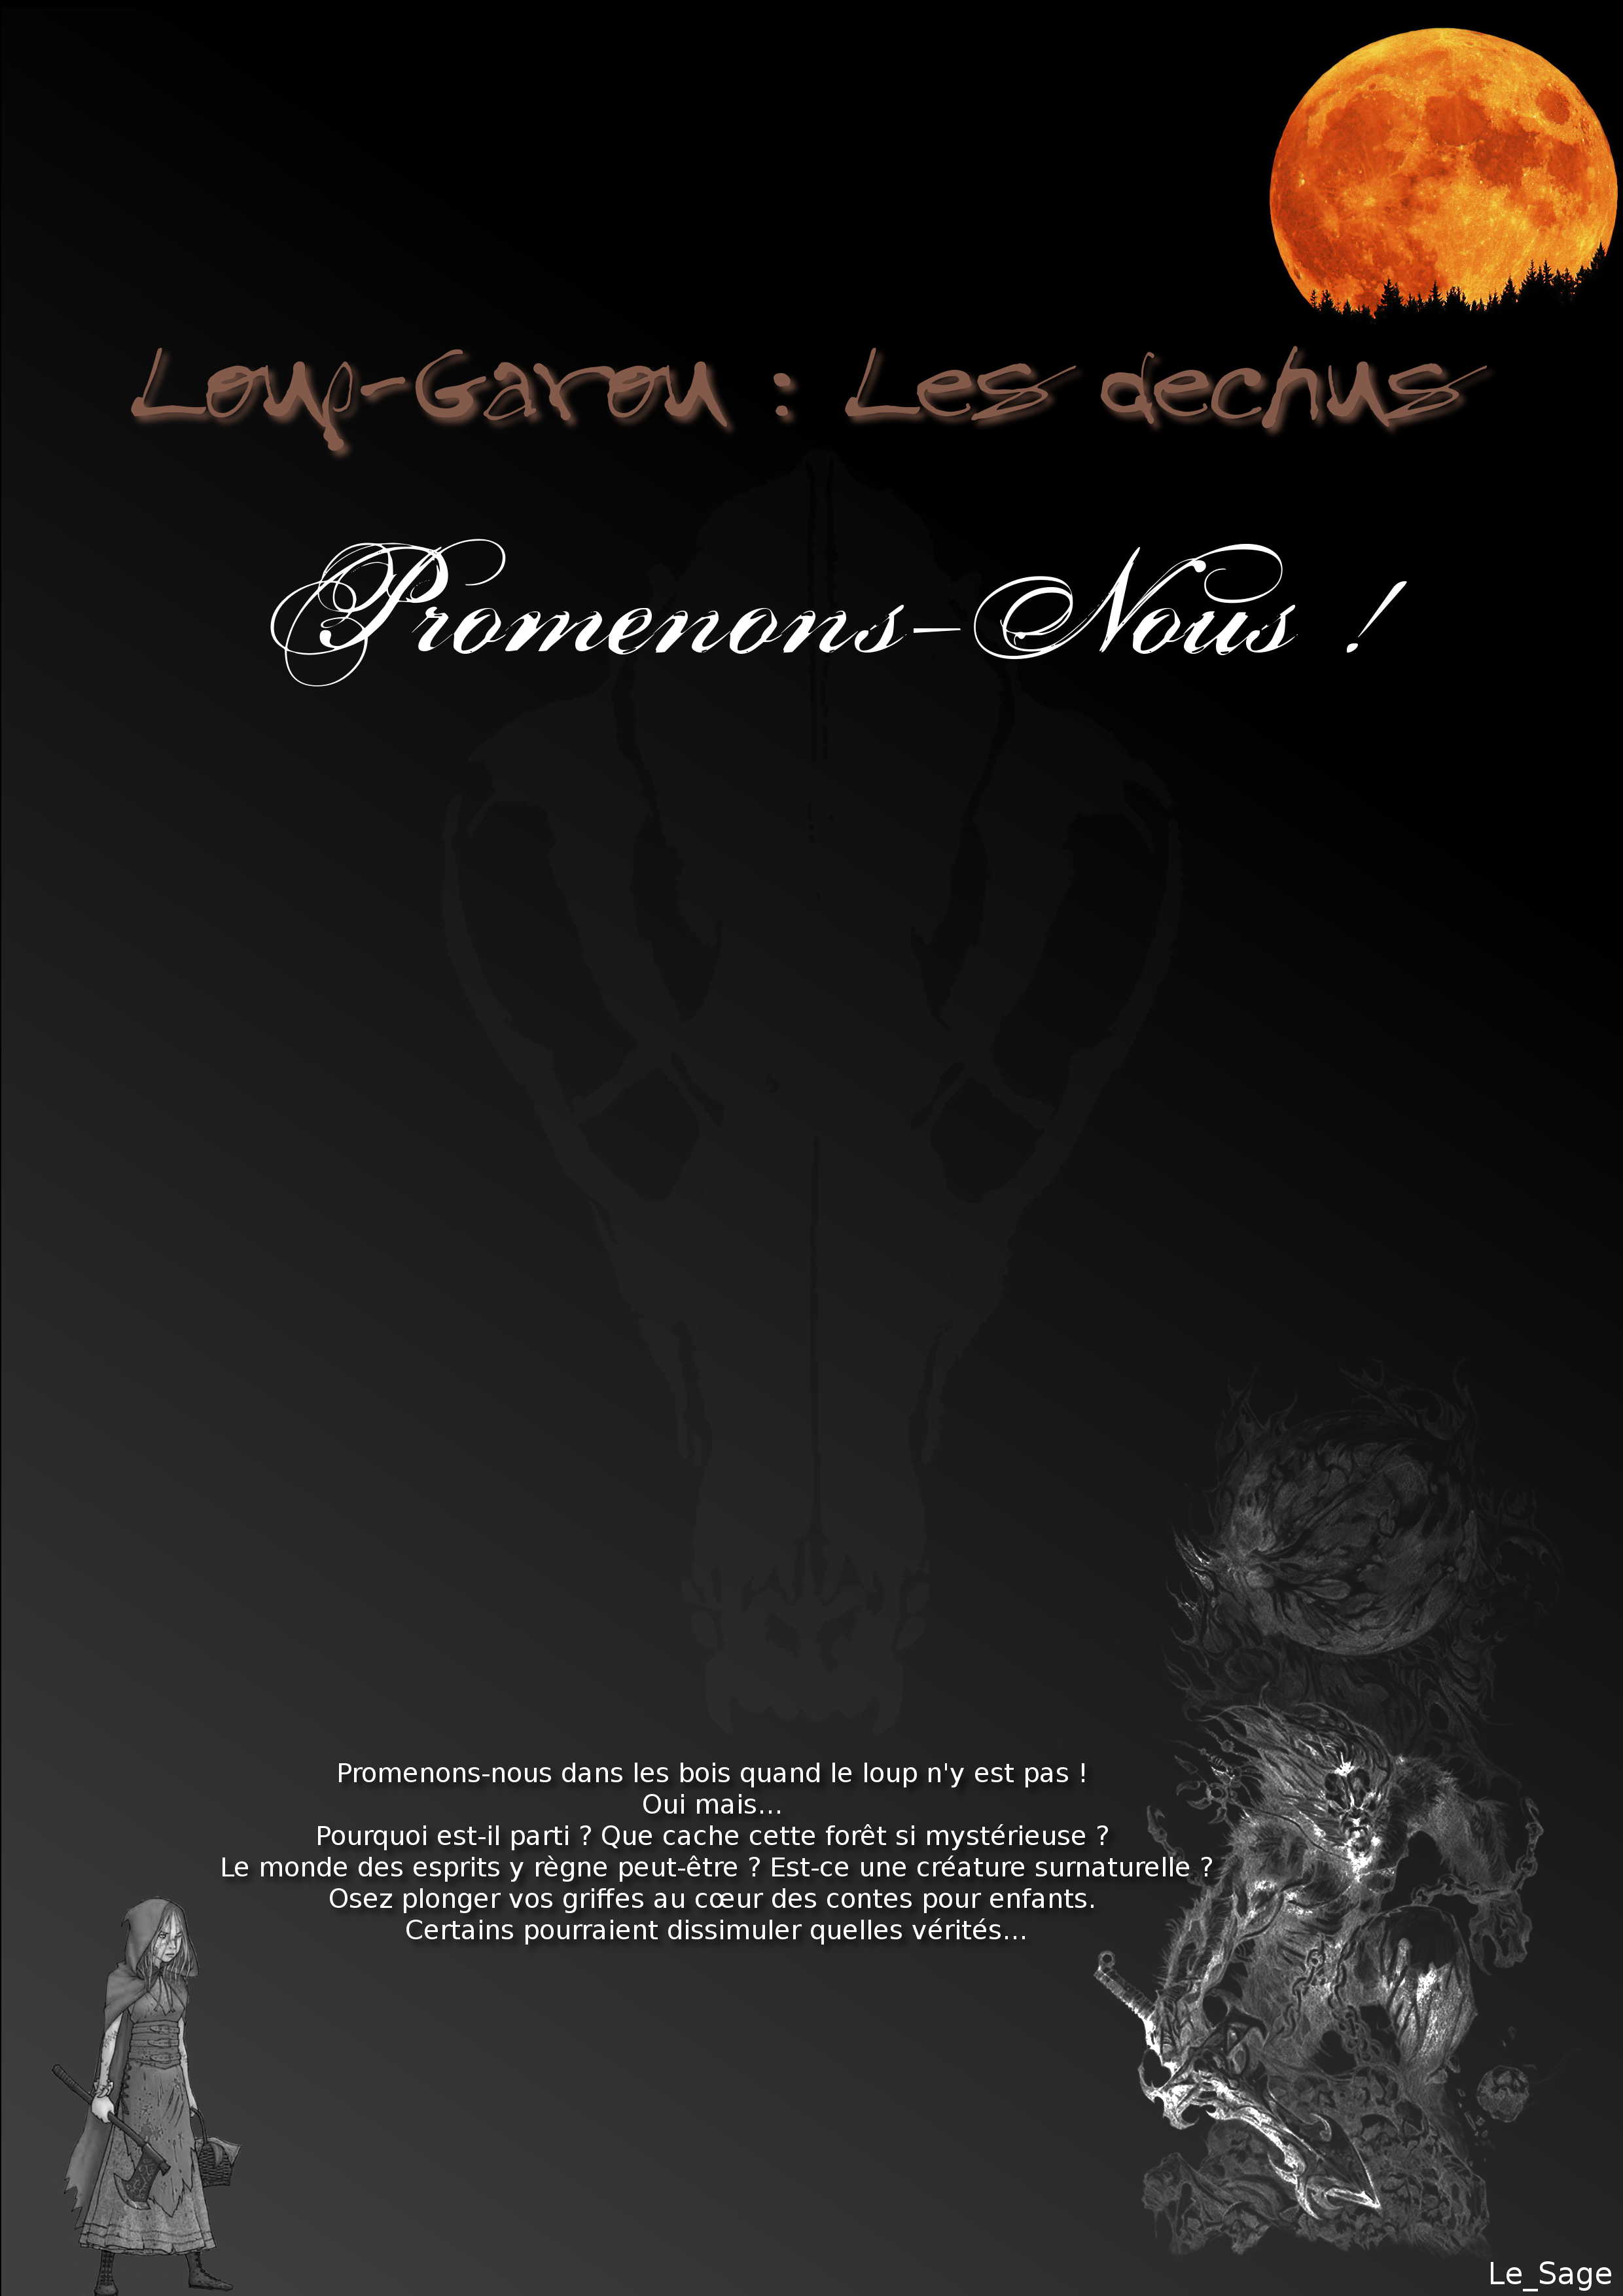 Loup-Garou : Les dechus
Promenons-Nous !
Promenons-nous dans les bois quand le loup n'y est pas !
Oui mais...
Pourquoi est-il parti ? Que cache cette forêt si mystérieuse ?
Le monde des esprits y règne peut-être ? Est-ce une créature surnaturelle ?
Osez plonger vos griffes au cœur des contes pour enfants.
Certains pourraient dissimuler quelles vérités...
Le_Sage